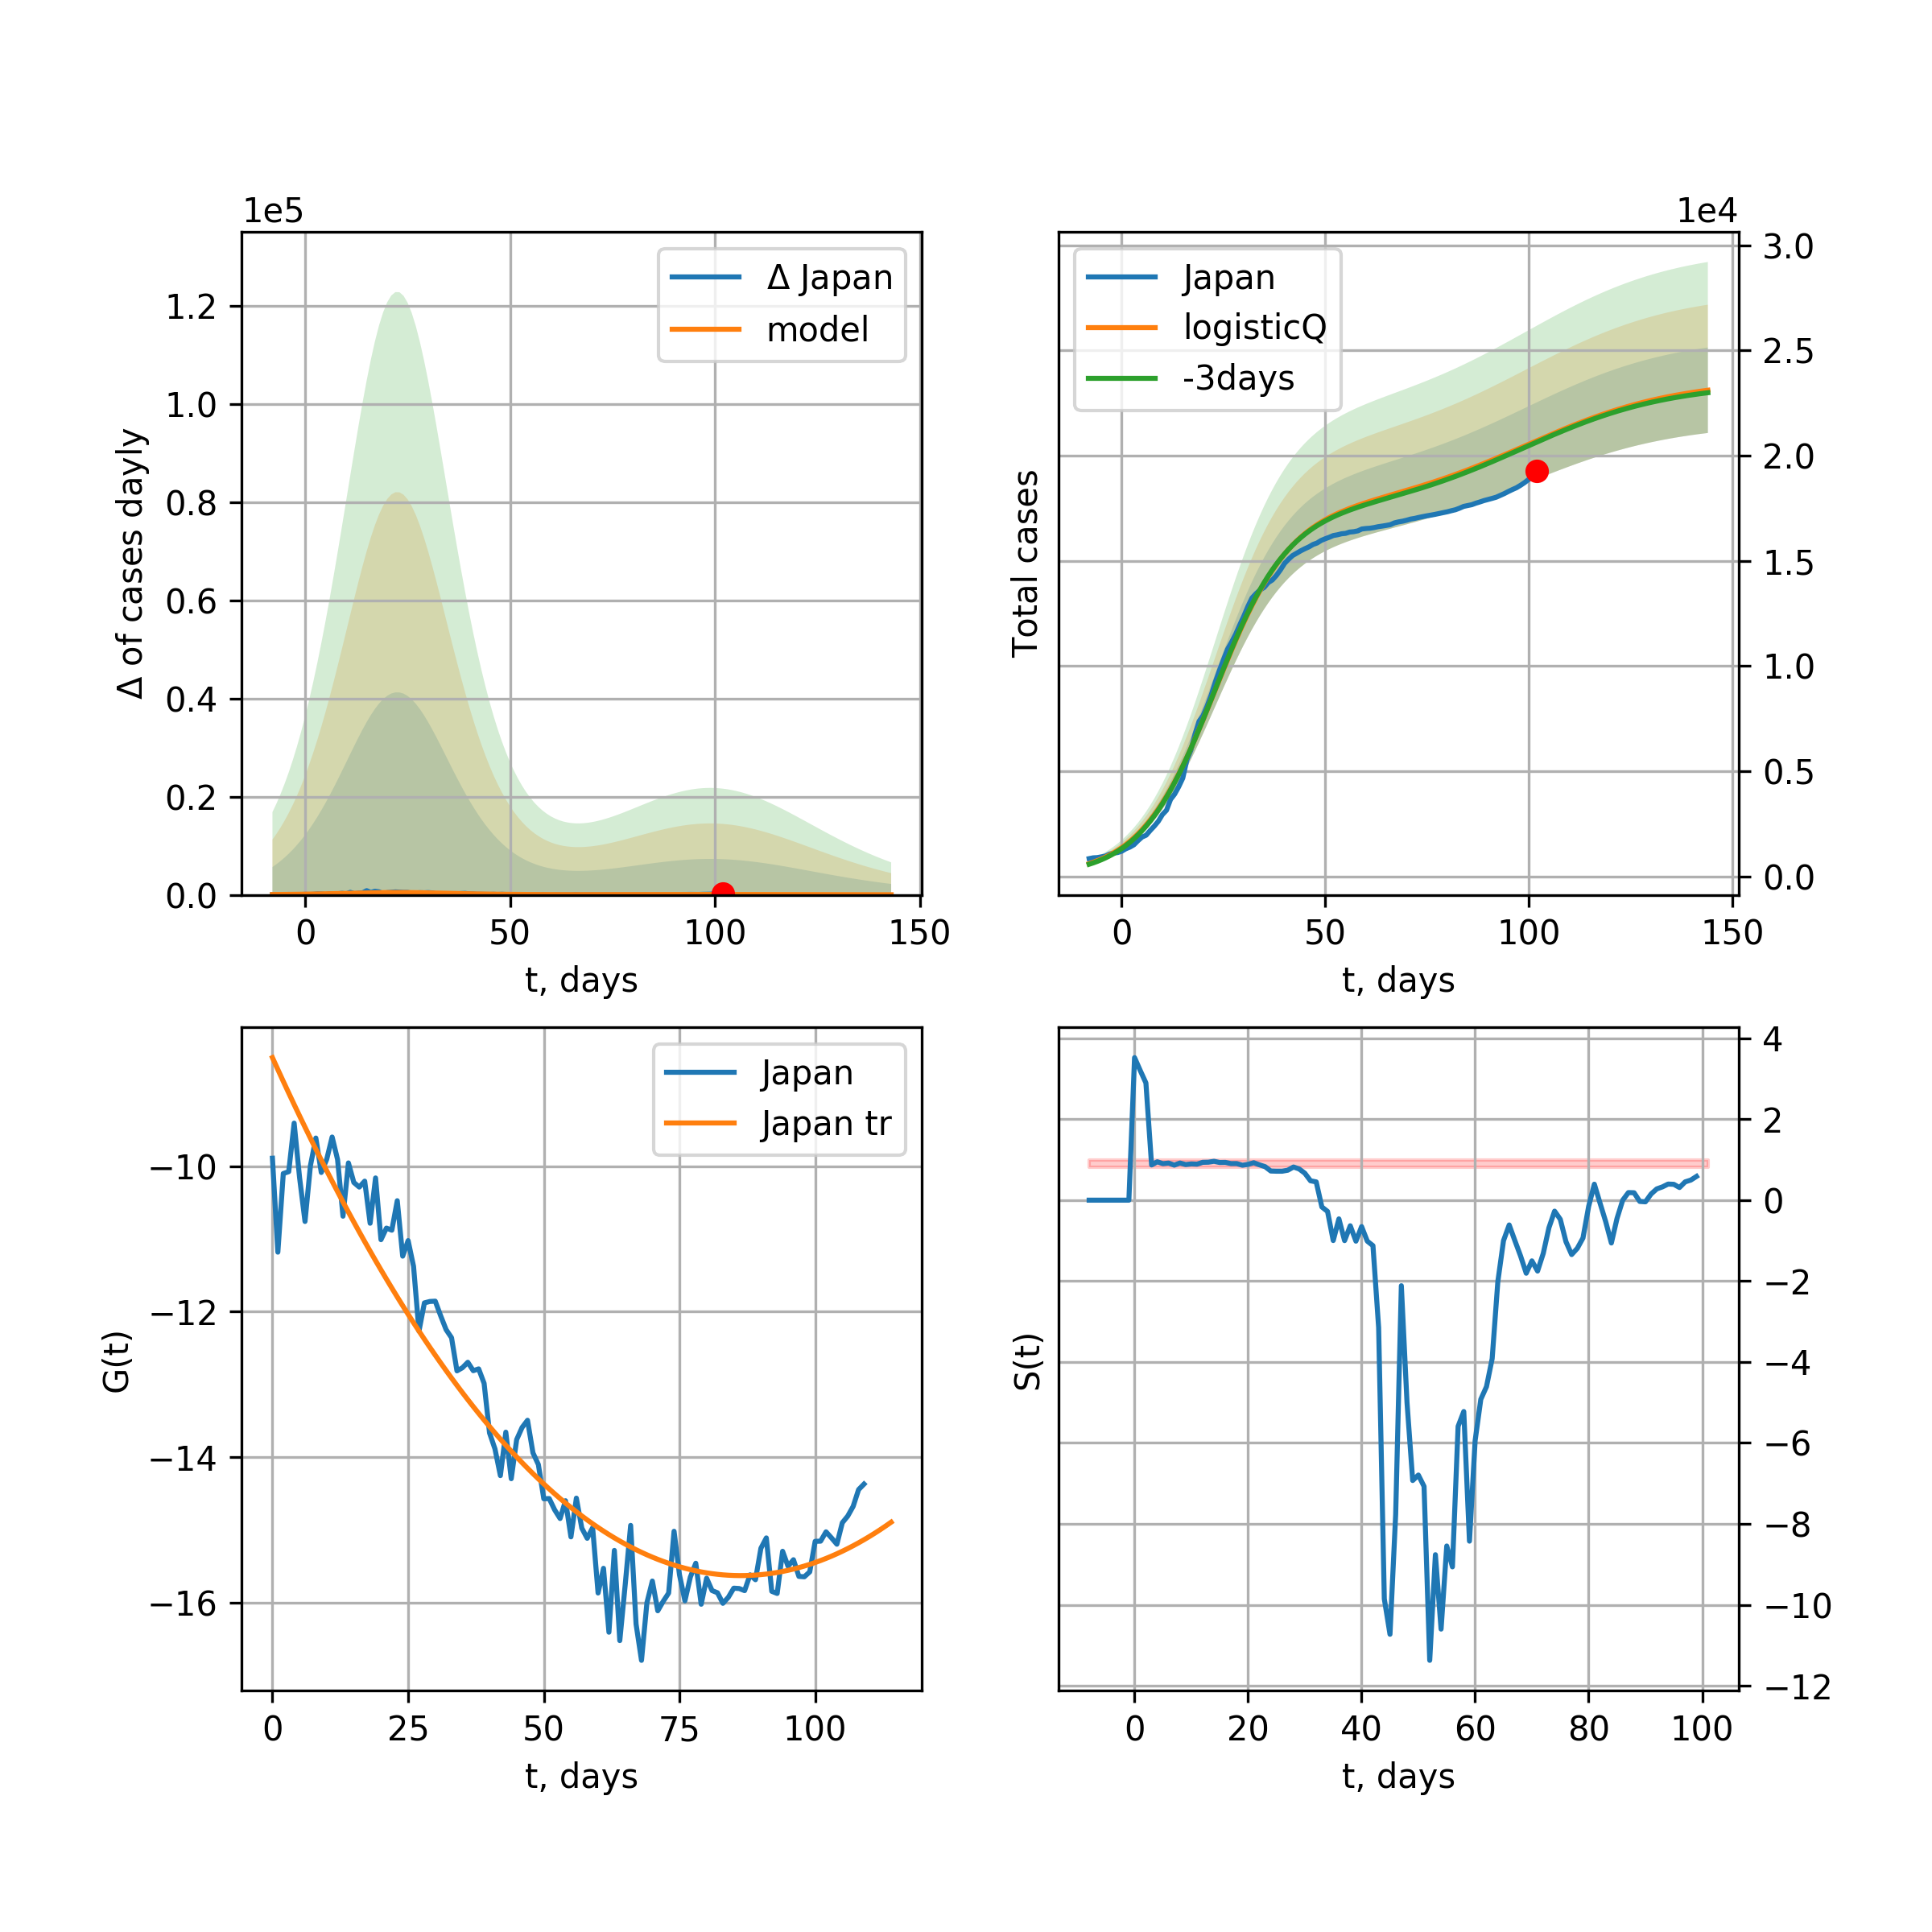 1e5
Δ of cases dayly
1.2
1.0
0.8
0.6
0.4
0.2
0.0
Δ Japan
model
0 50 100 150
t, days
1e4
Total cases
Japan
logisticQ
-3days
3.0
2.5
2.0
1.5
1.0
0.5
0.0
0 50 100 150
t, days
G(t)
−10
−12
−14
−16
Japan
Japan tr
0 25 50 75 100
t, days
S(t)
4
2
0
−2
−4
−6
−8
−10
−12
0 20 40 60 80 100
t, days